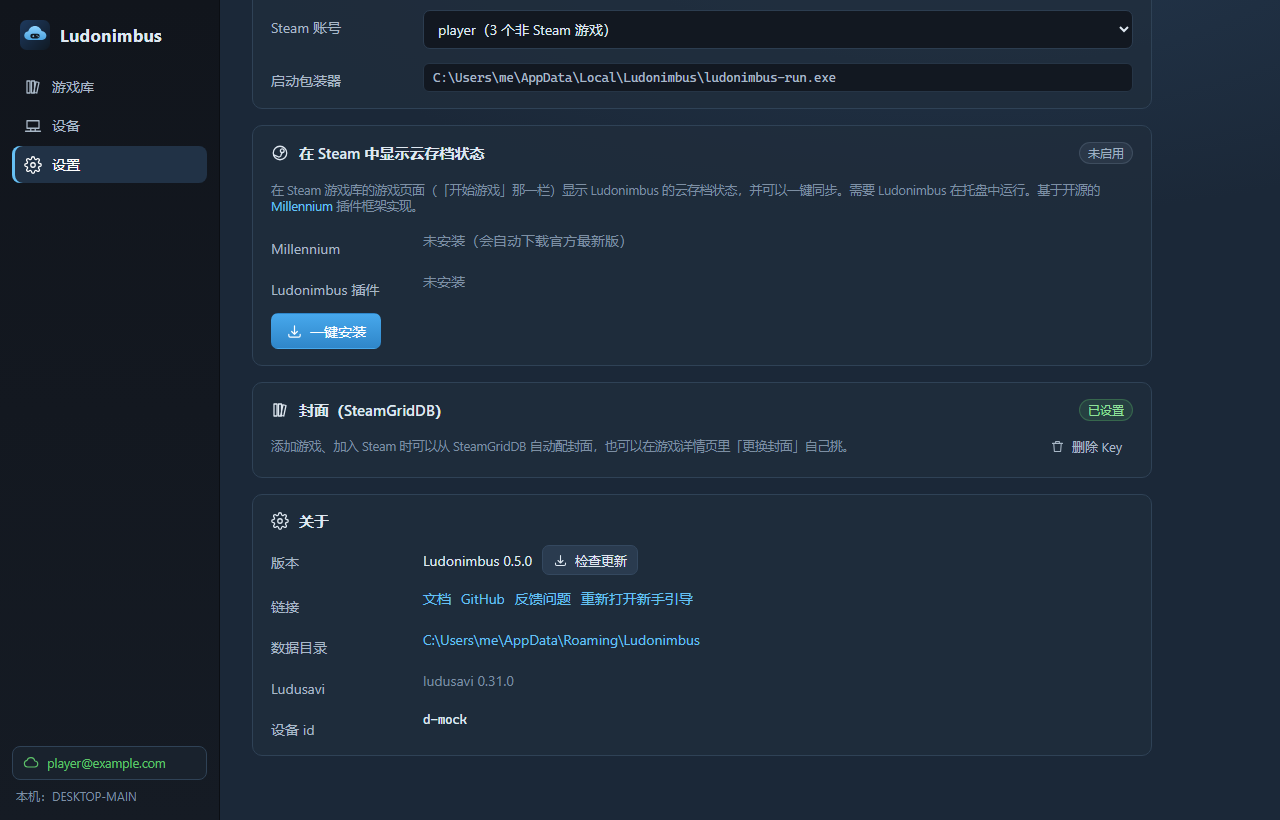 Ludonimbus
游戏库
设备
设置
player@example.com
本机：DESKTOP-MAIN
Steam 账号
player（3 个非 Steam 游戏）
启动包装器
C:\Users\me\AppData\Local\Ludonimbus\ludonimbus-run.exe
在 Steam 中显示云存档状态
未启用
在 Steam 游戏库的游戏页面（「开始游戏」那一栏）显示 Ludonimbus 的云存档状态，并可以一键同步。需要 Ludonimbus 在托盘中运行。基于开源的
Millennium 插件框架实现。
Millennium
未安装（会自动下载官方最新版）
Ludonimbus 插件
未安装
一键安装
封面（SteamGridDB）
已设置
添加游戏、加入 Steam 时可以从 SteamGridDB 自动配封面，也可以在游戏详情页里「更换封面」自己挑。
删除 Key
关于
版本
Ludonimbus 0.5.0
检查更新
链接
文档 GitHub 反馈问题 重新打开新手引导
数据目录
C:\Users\me\AppData\Roaming\Ludonimbus
Ludusavi
ludusavi 0.31.0
设备 id
d-mock